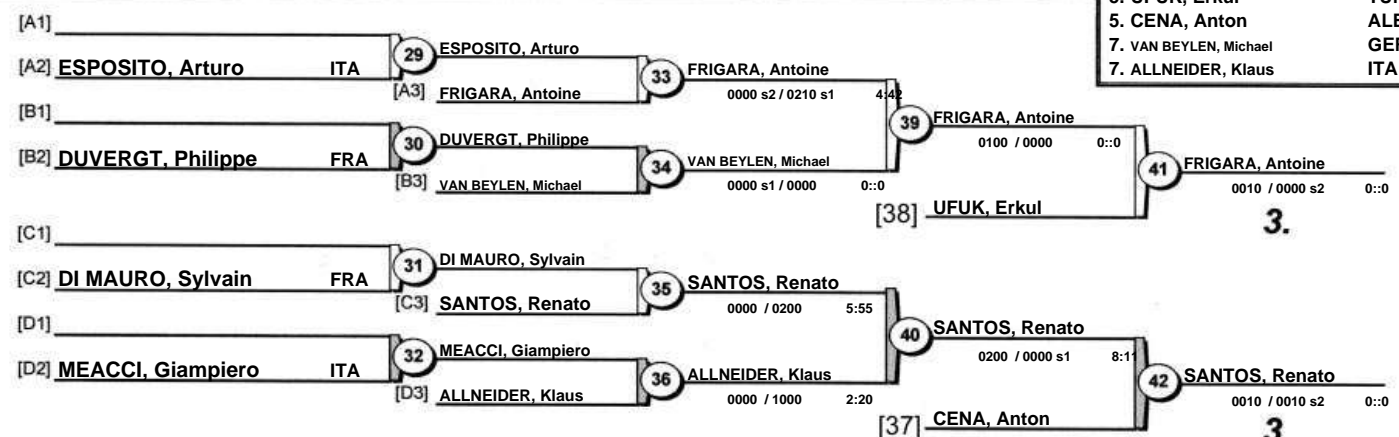 5. CENA, Anton ALB
7. VAN BEYLEN, Michael GER
7. ALLNEIDER, Klaus ITA
[A1]
[A2] ESPOSITO, Arturo ITA
29
ESPOSITO, Arturo
[A3] FRIGARA, Antoine
33
FRIGARA, Antoine
0000 s2 / 0210 s1 4:42
[B1]
[B2] DUVERGT, Philippe FRA
30
DUVERGT, Philippe
[B3] VAN BEYLEN, Michael
34
VAN BEYLEN, Michael
0000 s1 / 0000 0::0
39
FRIGARA, Antoine
0100 / 0000 0::0
[38] UFUK, Erkul
41
FRIGARA, Antoine
0010 / 0000 s2 0::0
3.
[C1]
[C2] DI MAURO, Sylvain FRA
31
DI MAURO, Sylvain
[C3] SANTOS, Renato
35
SANTOS, Renato
0000 / 0200 5:55
[D1]
[D2] MEACCI, Giampiero ITA
32
MEACCI, Giampiero
[D3] ALLNEIDER, Klaus
36
ALLNEIDER, Klaus
0000 / 1000 2:20
40
SANTOS, Renato
0200 / 0000 s1 8:11
[37] CENA, Anton
42
SANTOS, Renato
0010 / 0010 s2 0::0
3